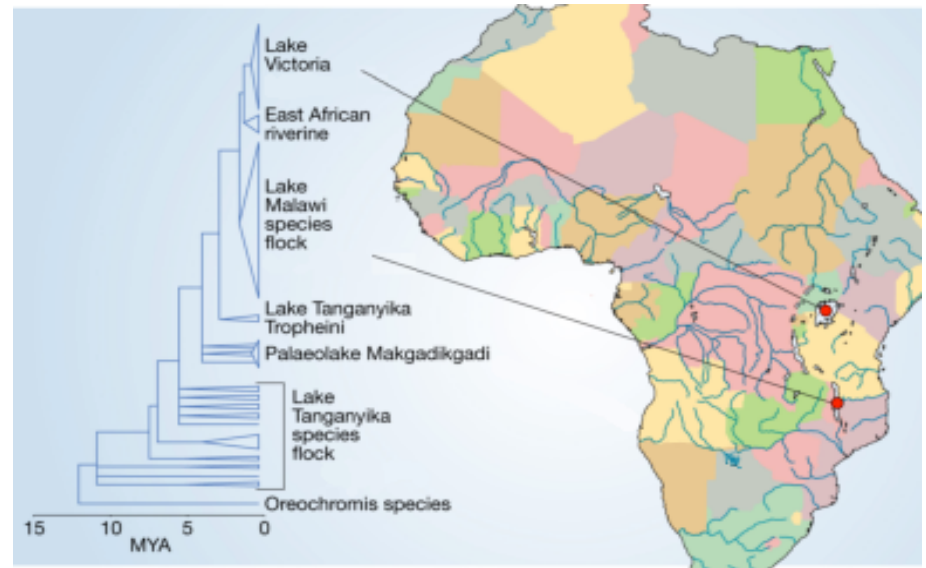 Lake
Victoria
East African
riverine
Lake
Malawi
species
flock
Lake Tanganyika
Tropheini
Palaeolake Makgadikgadi
Lake
Tanganyika
species
flock
Oreochromis species
15 10 5 0
MYA